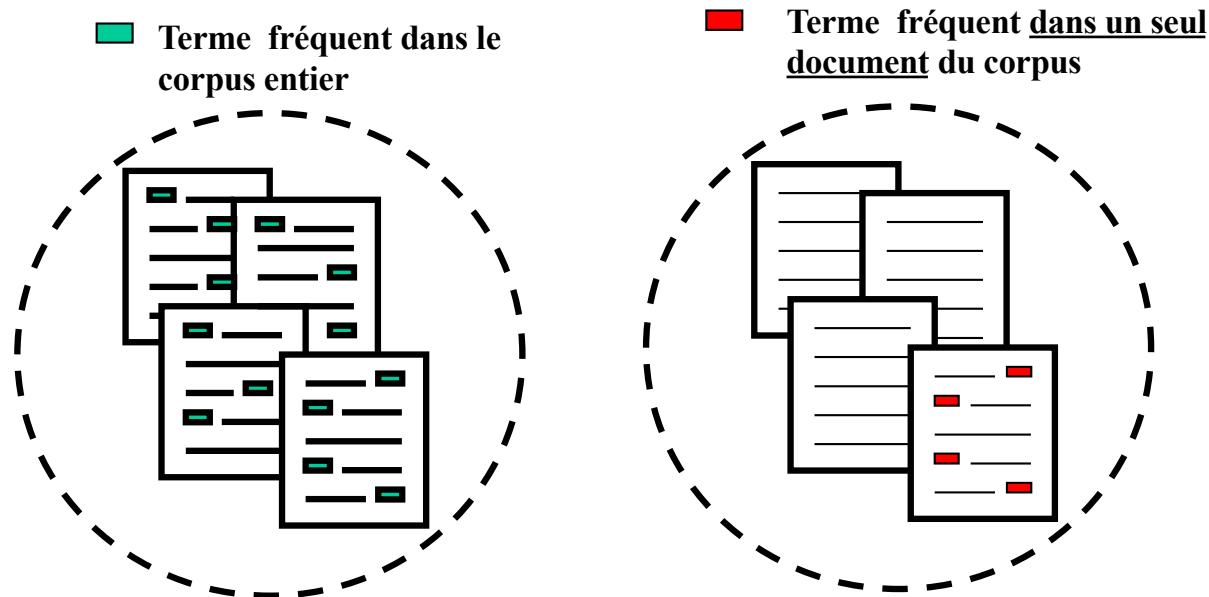 Terme fréquent dans le
corpus entier
Terme fréquent dans un seul
document du corpus